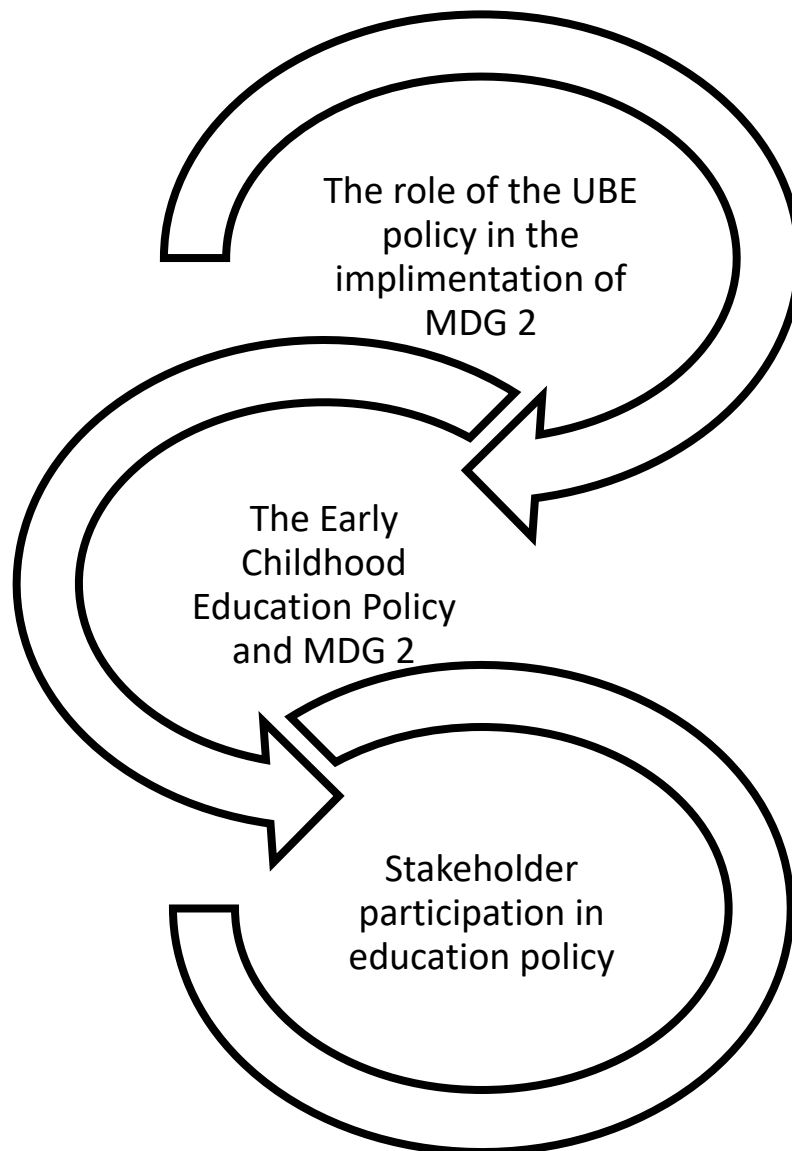 The role of the UBE
policy in the
implimentation of
MDG 2
The Early
Childhood
Education Policy
and MDG 2
Stakeholder
participation in
education policy